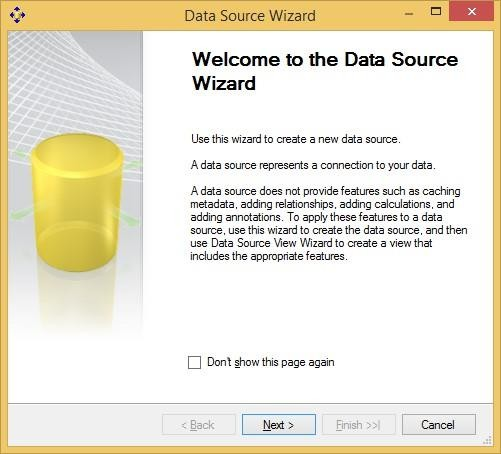 Data Source Wizard
Welcome to the Data Source
Wizard
Use this wizard to create a new data source.
A data source represents a connection to your data.
A data source does not provide features such as caching
metadata, adding relationships, adding calculations, and
adding annotations. To apply these features to a data
source, use this wizard to create the data source, and then
use Data Source View Wizard to create a view that
includes the appropriate features.
Don't show this page again
< Back
Next >
Finish >>|
Cancel